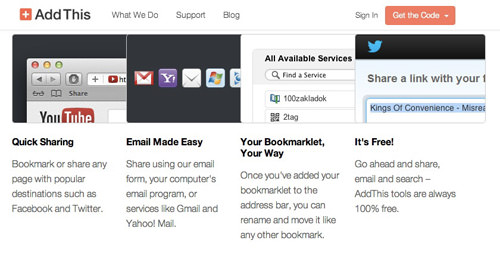 AddThis
What We Do
Support
Blog
Sign In
Get the Code
Share
You Tube
All Available Services
Find a Service
100zakladok
2tag
Share a link with your f
Kings Of Convenience - Misrea
Quick Sharing
Bookmark or share any
page with popular
destinations such as
Facebook and Twitter.
Email Made Easy
Share using our email
form, your computer's
email program, or
services like Gmail and
Yahoo! Mail.
Your Bookmarklet,
Your Way
Once you've added your
bookmarklet to the
address bar, you can
rename and move it like
any other bookmark.
It's Free!
Go ahead and share,
email and search –
AddThis tools are always
100% free.